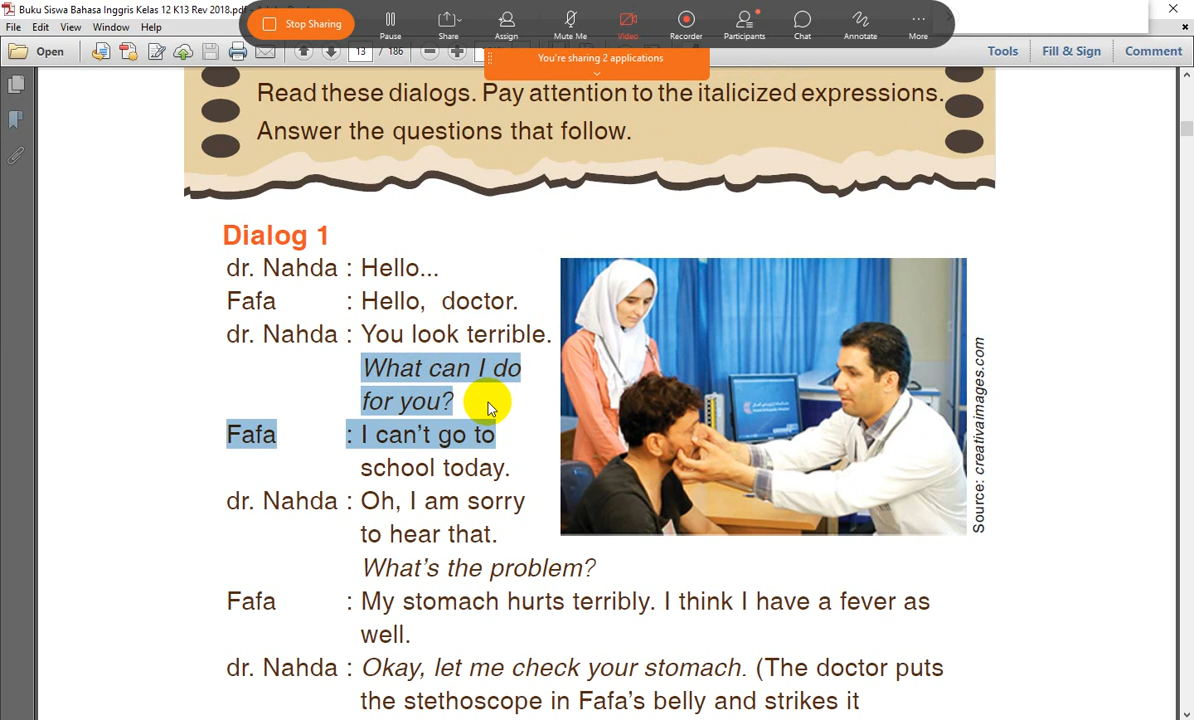 Buku Siswa Bahasa Inggris Kelas 12 K13 Rev 2018.pdf
Stop Sharing
Pause
Share
Assign
Mute Me
Video
Recorder
Participants
Chat
Annotate
More
You're sharing 2 applications
File Edit View Window Help
Open
13 / 186
Tools Fill & Sign Comment
Read these dialogs. Pay attention to the italicized expressions.
Answer the questions that follow.
Dialog 1
dr. Nahda : Hello...
Fafa : Hello, doctor.
dr. Nahda : You look terrible.
What can I do
for you?
Fafa : I can't go to
school today.
dr. Nahda : Oh, I am sorry
to hear that.
What's the problem?
Fafa : My stomach hurts terribly. I think I have a fever as
well.
dr. Nahda : Okay, let me check your stomach. (The doctor puts
the stethoscope in Fafa's belly and strikes it
Source: creativaimages.com